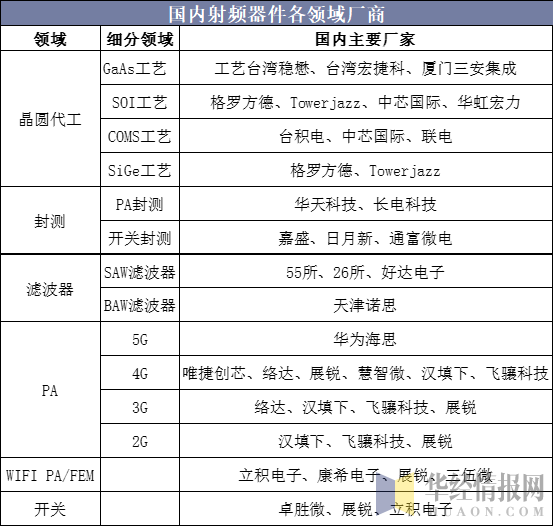 国内射频器件各领域厂商
领域 细分领域 国内主要厂家
晶圆代工 GaAs工艺 工艺台湾稳懋、台湾宏捷科、厦门三安集成
SOI工艺 格罗方德、Towerjazz、中芯国际、华虹宏力
COMS工艺 台积电、中芯国际、联电
SiGe工艺 格罗方德、Towerjazz
封测 PA封测 华天科技、长电科技
开关封测 嘉盛、日月新、通富微电
滤波器 SAW滤波器 55所、26所、好达电子
BAW滤波器 天津诺思
PA 5G 华为海思
4G 唯捷创芯、络达、展锐、慧智微、汉填下、飞骧科技
3G 络达、汉填下、飞骧科技、展锐
2G 汉填下、飞骧科技、展锐
WIFI PA/FEM 立积电子、康希电子、展锐、三伍微
开关 卓胜微、展锐、立积电子
华经情报网